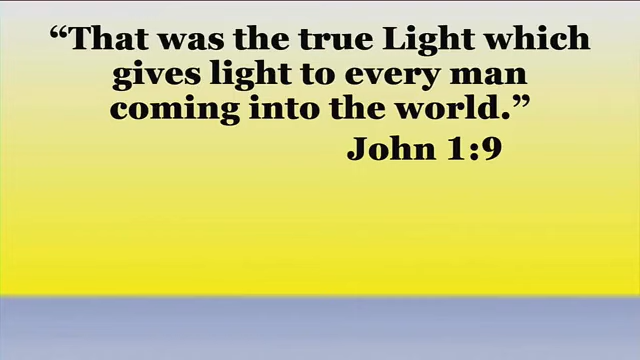 “That was the true Light which
gives light to every man
coming into the world.”
John 1:9